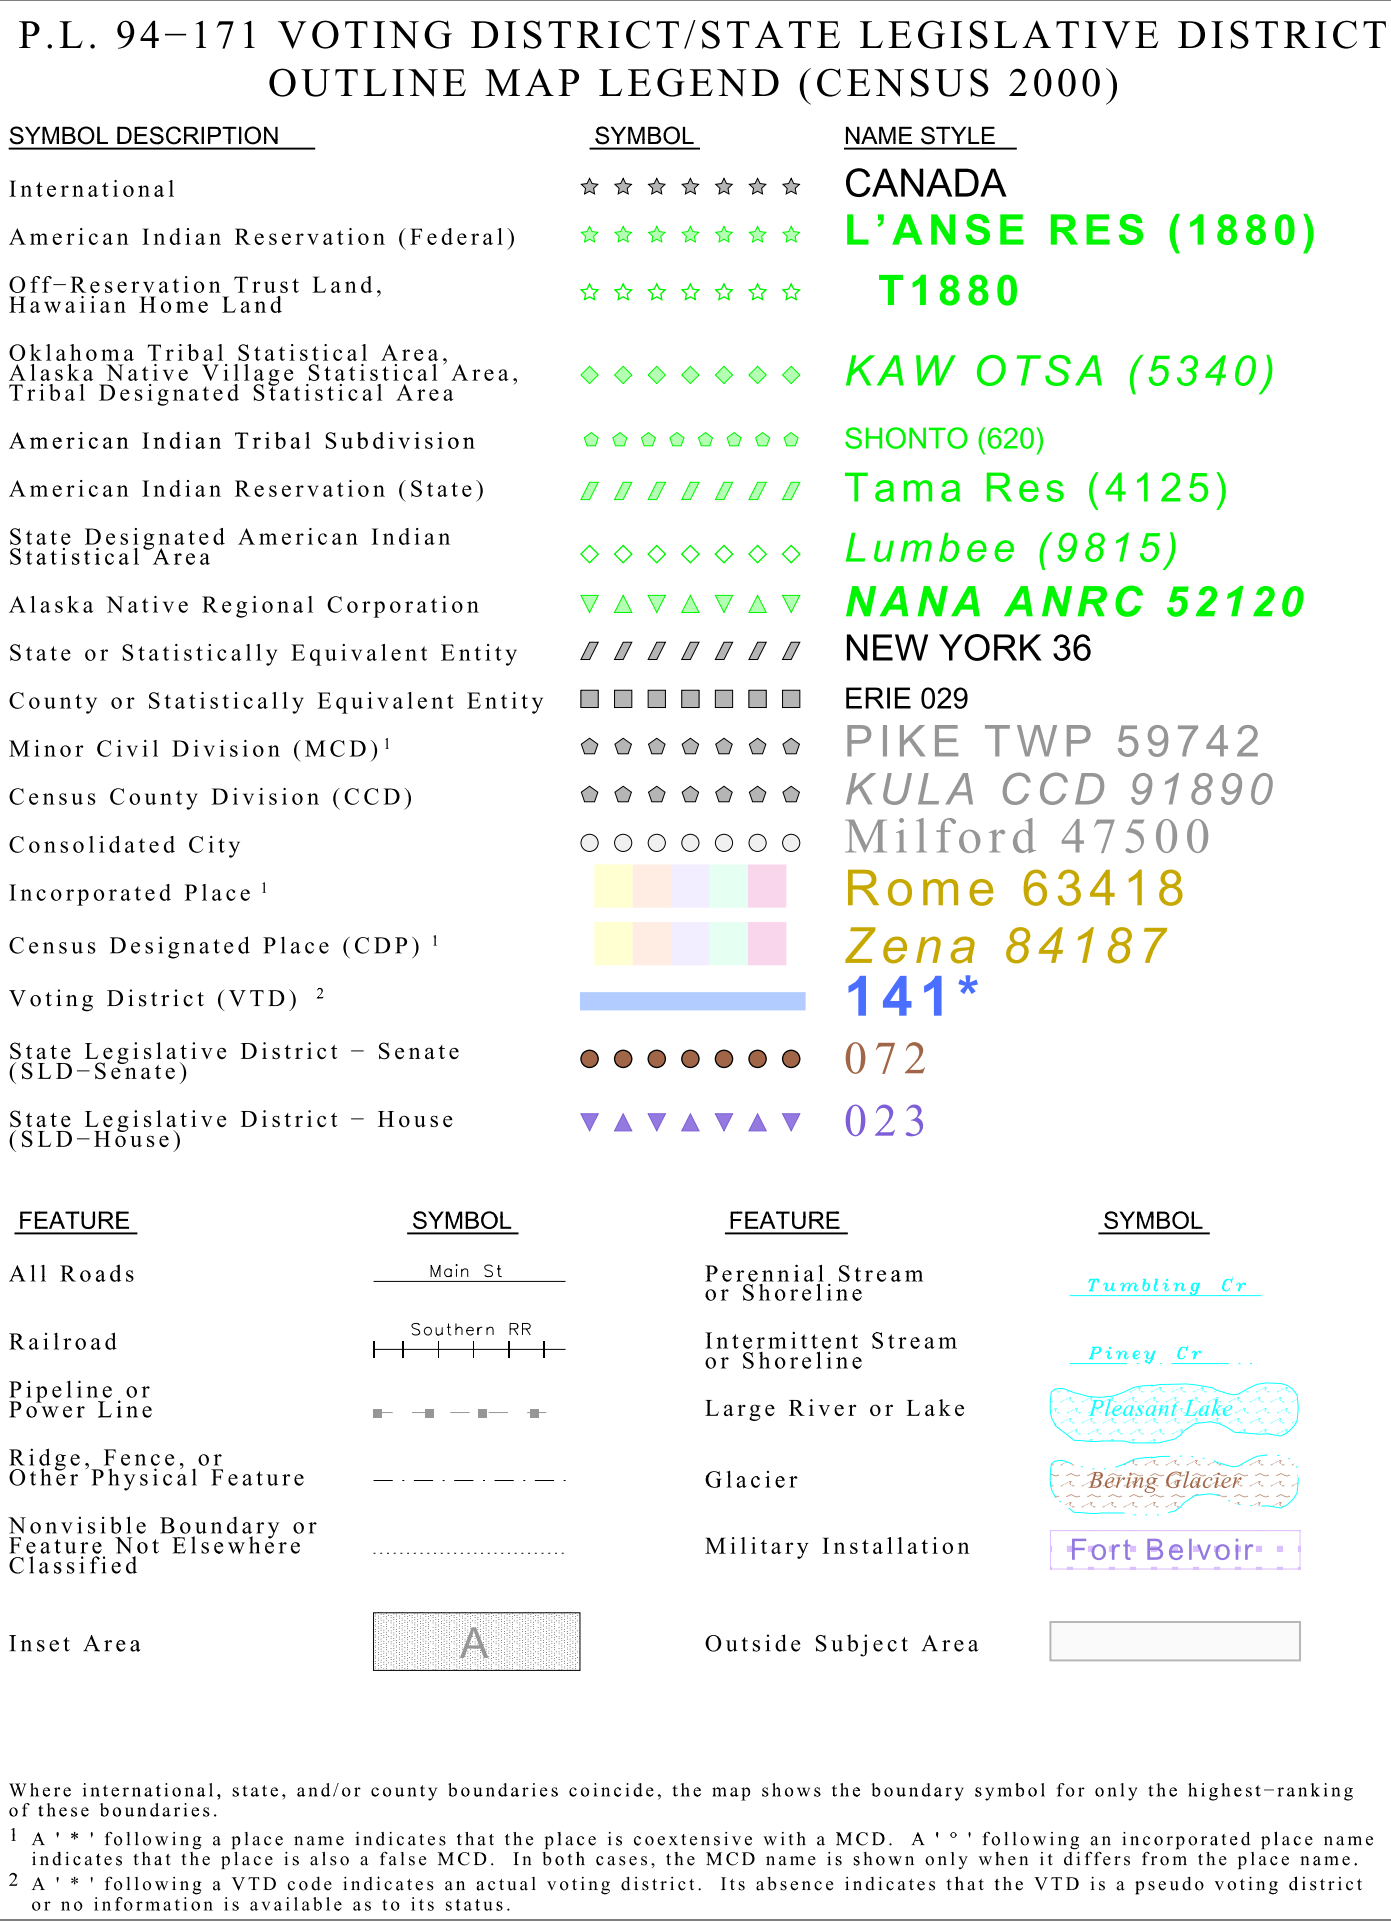 P.L. 94−171 VOTING DISTRICT/STATE LEGISLATIVE DISTRICT
OUTLINE MAP LEGEND (CENSUS 2000)
SYMBOL DESCRIPTION SYMBOL NAME STYLE
International CANADA
American Indian Reservation (Federal) L’ANSE RES (1880)
Off−Reservation Trust Land,
Hawaiian Home Land T1880
Oklahoma Tribal Statistical Area,
Alaska Native Village Statistical Area, KAW OTSA (5340)
Tribal Designated Statistical Area
American Indian Tribal Subdivision SHONTO (620)
American Indian Reservation (State) Tama Res (4125)
State Designated American Indian
Statistical Area Lumbee (9815)
Alaska Native Regional Corporation NANA ANRC 52120
State or Statistically Equivalent Entity NEW YORK 36
County or Statistically Equivalent Entity ERIE 029
Minor Civil Division (MCD) 1 PIKE TWP 59742
Census County Division (CCD) KULA CCD 91890
Consolidated City Milford 47500
Incorporated Place 1 Rome 63418
Census Designated Place (CDP) 1 Zena 84187
Voting District (VTD) 2 141*
State Legislative District − Senate
(SLD−Senate) 072
State Legislative District − House
(SLD−House) 023
FEATURE SYMBOL FEATURE SYMBOL
All Roads Main St
Perennial Stream
or Shoreline Tumbling Cr
Railroad Southern RR
Intermittent Stream
or Shoreline Piney Cr
Pipeline or
Power Line
Large River or Lake Pleasant Lake
Ridge, Fence, or
Other Physical Feature
Glacier Bering Glacier
Nonvisible Boundary or
Feature Not Elsewhere
Classified
Military Installation Fort Belvoir
Inset Area A
Outside Subject Area
Where international, state, and/or county boundaries coincide, the map shows the boundary symbol for only the highest−ranking
of these boundaries.
1 A ' * ' following a place name indicates that the place is coextensive with a MCD. A ' ° ' following an incorporated place name
indicates that the place is also a false MCD. In both cases, the MCD name is shown only when it differs from the place name.
2 A ' * ' following a VTD code indicates an actual voting district. Its absence indicates that the VTD is a pseudo voting district
or no information is available as to its status.